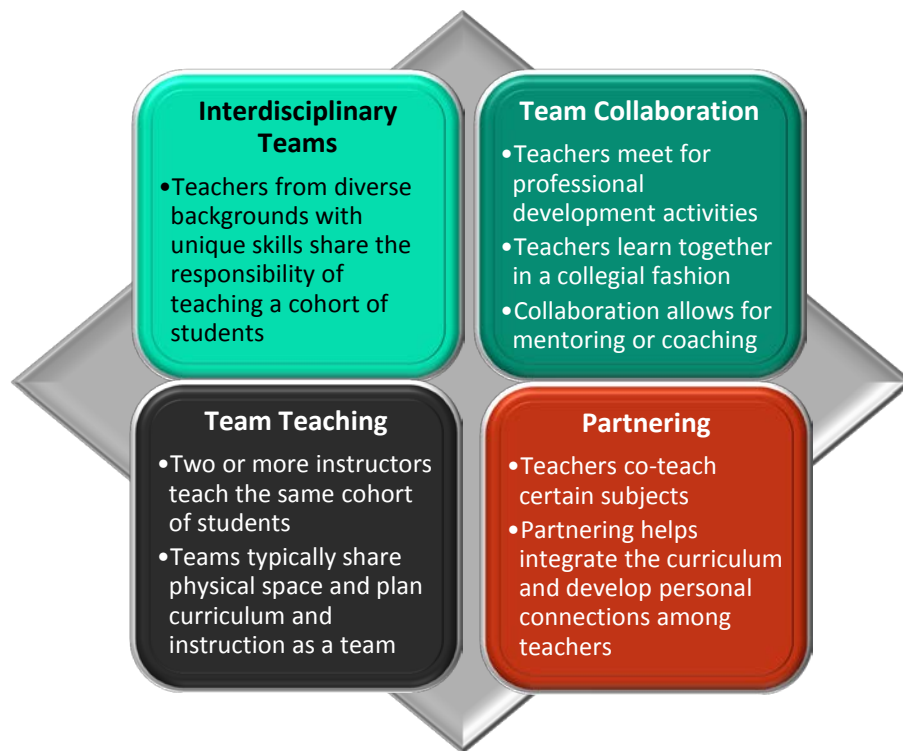 Interdisciplinary
Teams
•Teachers from diverse
backgrounds with
unique skills share the
responsibility of
teaching a cohort of
students
Team Collaboration
•Teachers meet for
professional
development activities
•Teachers learn together
in a collegial fashion
•Collaboration allows for
mentoring or coaching
Team Teaching
•Two or more instructors
teach the same cohort
of students
•Teams typically share
physical space and plan
curriculum and
instruction as a team
Partnering
•Teachers co-teach
certain subjects
•Partnering helps
integrate the curriculum
and develop personal
connections among
teachers